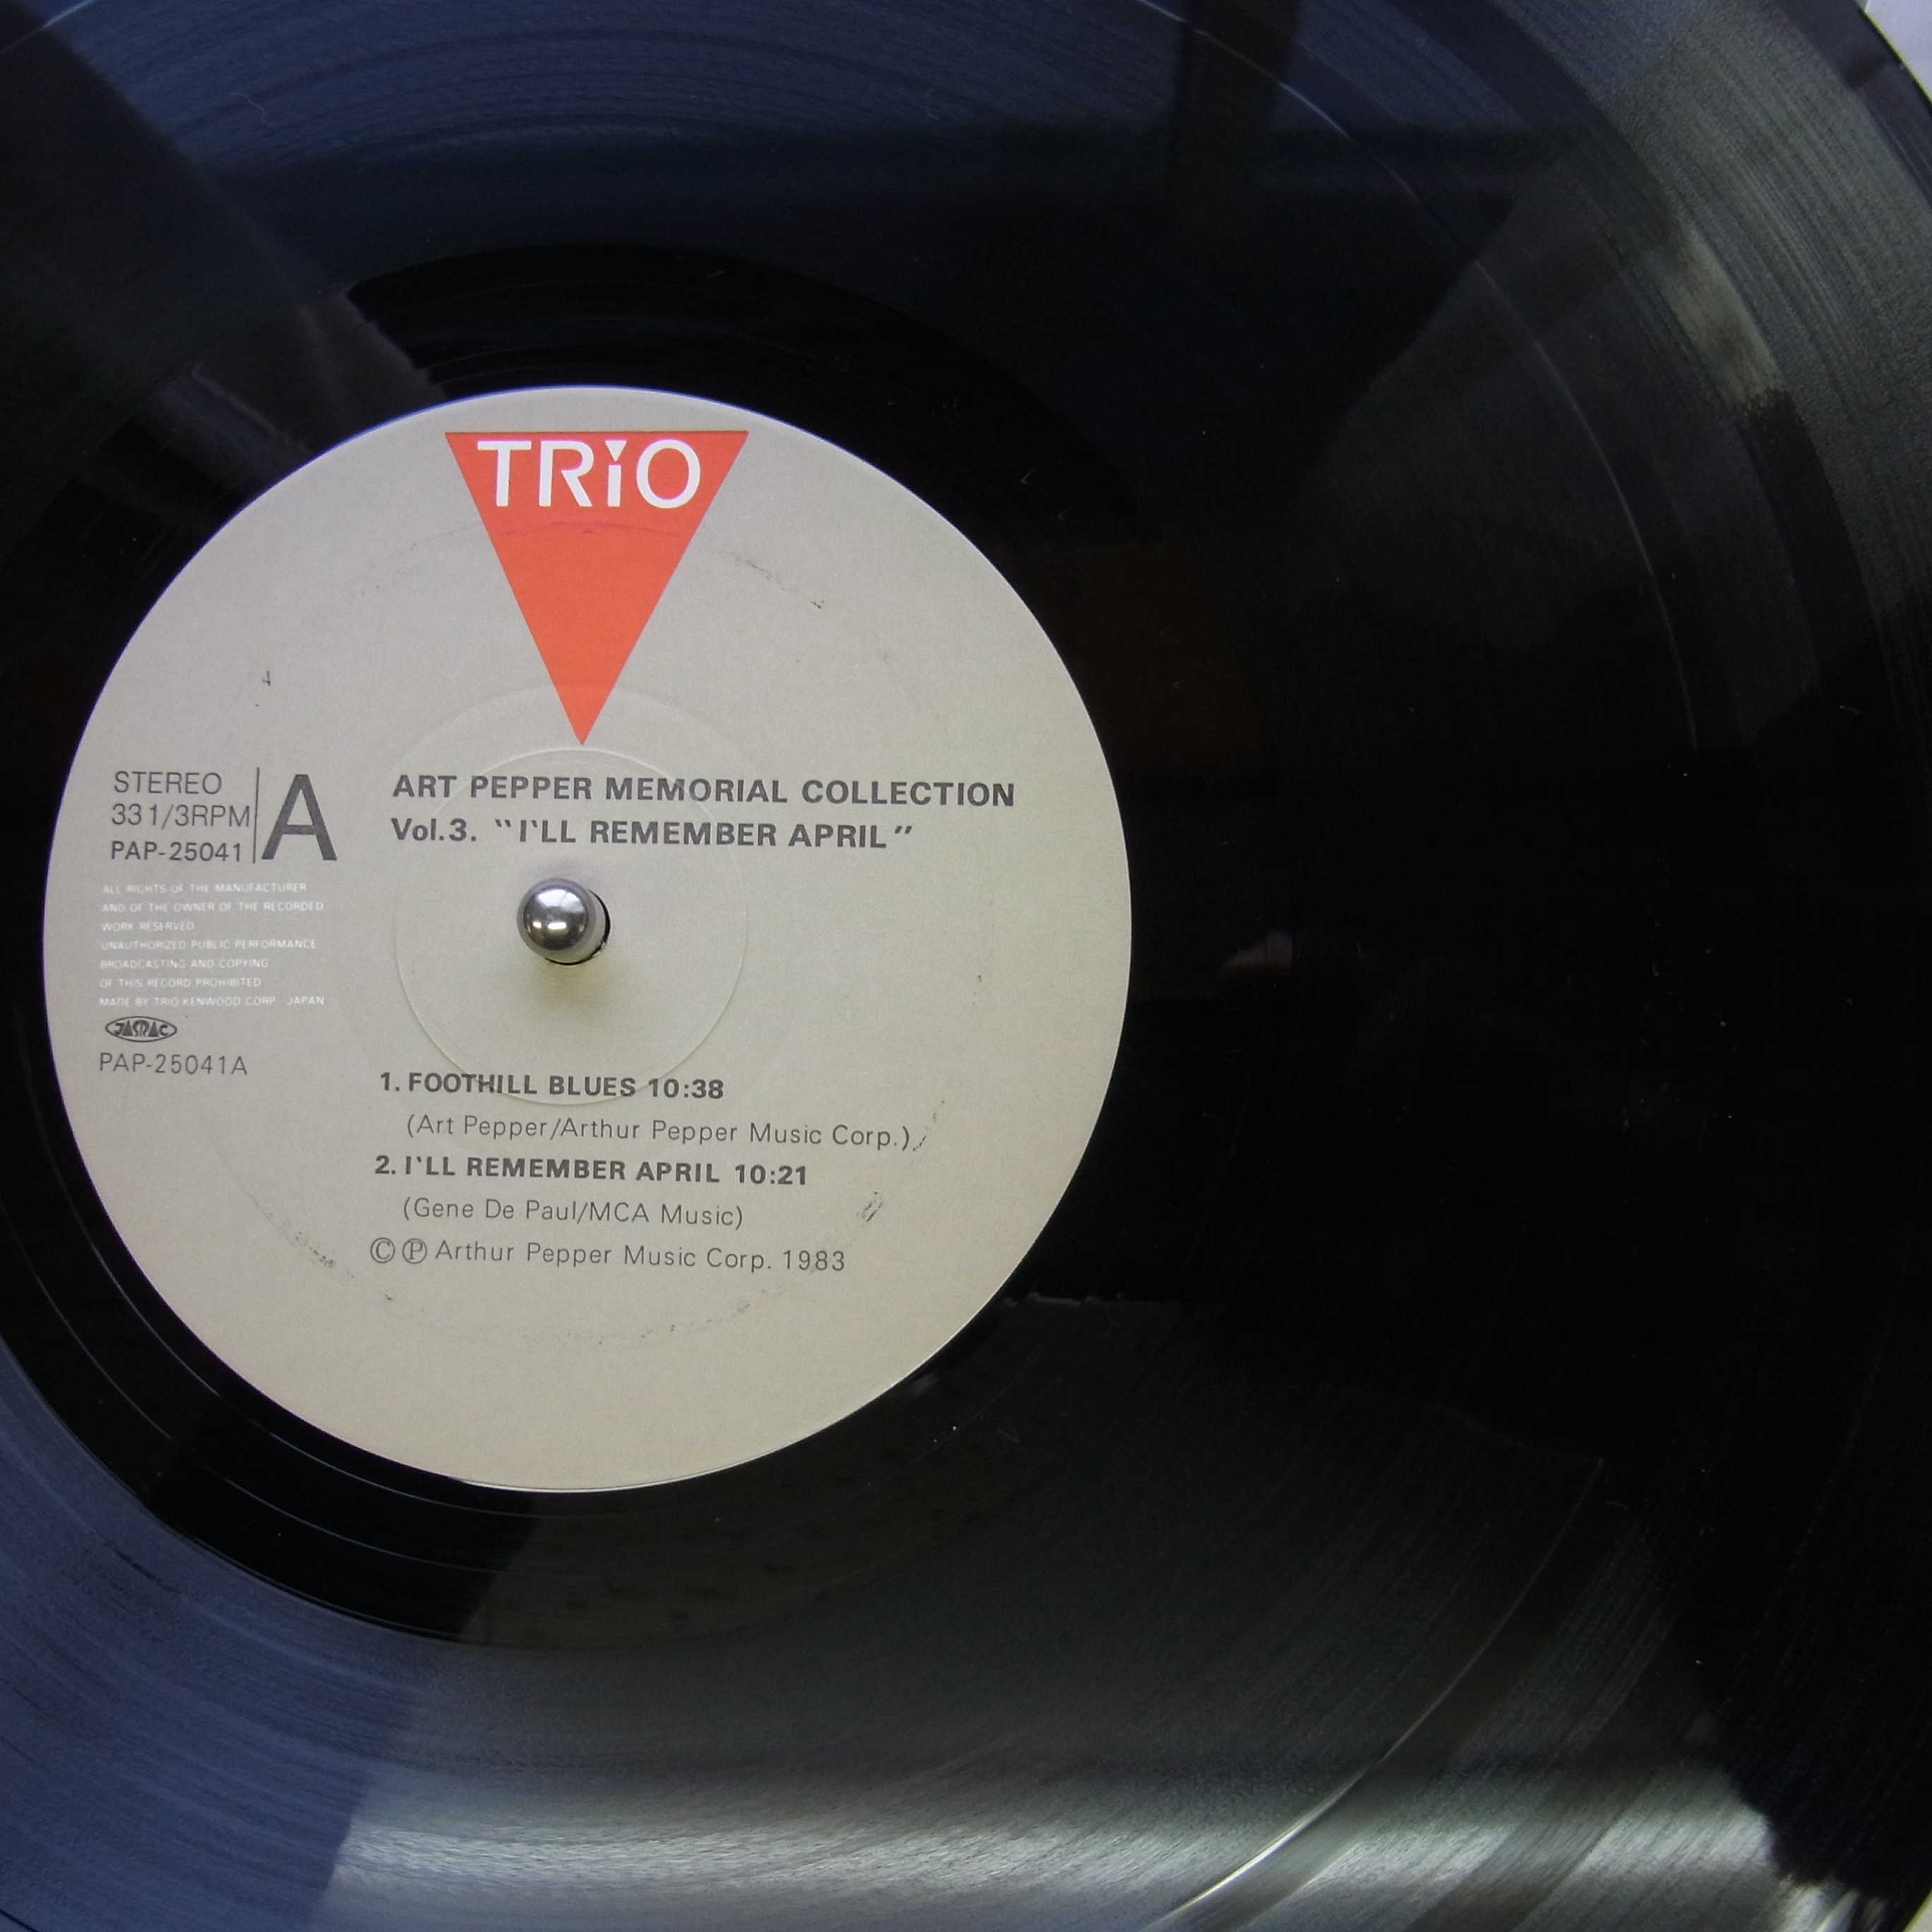 TRiO
STEREO
33 1/3RPM
PAP-25041
A
ART PEPPER MEMORIAL COLLECTION
Vol.3. "I'LL REMEMBER APRIL"
ALL RIGHTS OF THE MANUFACTURER
AND OF THE OWNER OF THE RECORDED
WORK RESERVED
UNAUTHORIZED PUBLIC PERFORMANCE
BROADCASTING AND COPYING
OF THIS RECORD PROHIBITED
MADE BY TRIO KENWOOD CORP. JAPAN
JASRAC
PAP-25041A
1. FOOTHILL BLUES 10:38
(Art Pepper/Arthur Pepper Music Corp.)
2. I'LL REMEMBER APRIL 10:21
(Gene De Paul/MCA Music)
© ℗ Arthur Pepper Music Corp. 1983